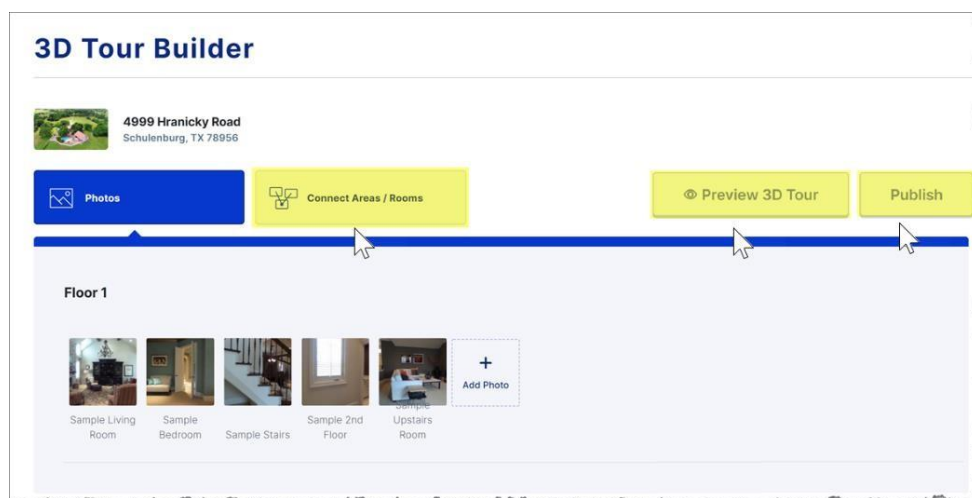 3D Tour Builder
4999 Hranicky Road
Schulenburg, TX 78956
Photos
Connect Areas / Rooms
Preview 3D Tour
Publish
Floor 1
+
Add Photo
Sample Living
Room
Sample
Bedroom
Sample Stairs
Sample 2nd
Floor
Sample
Upstairs
Room